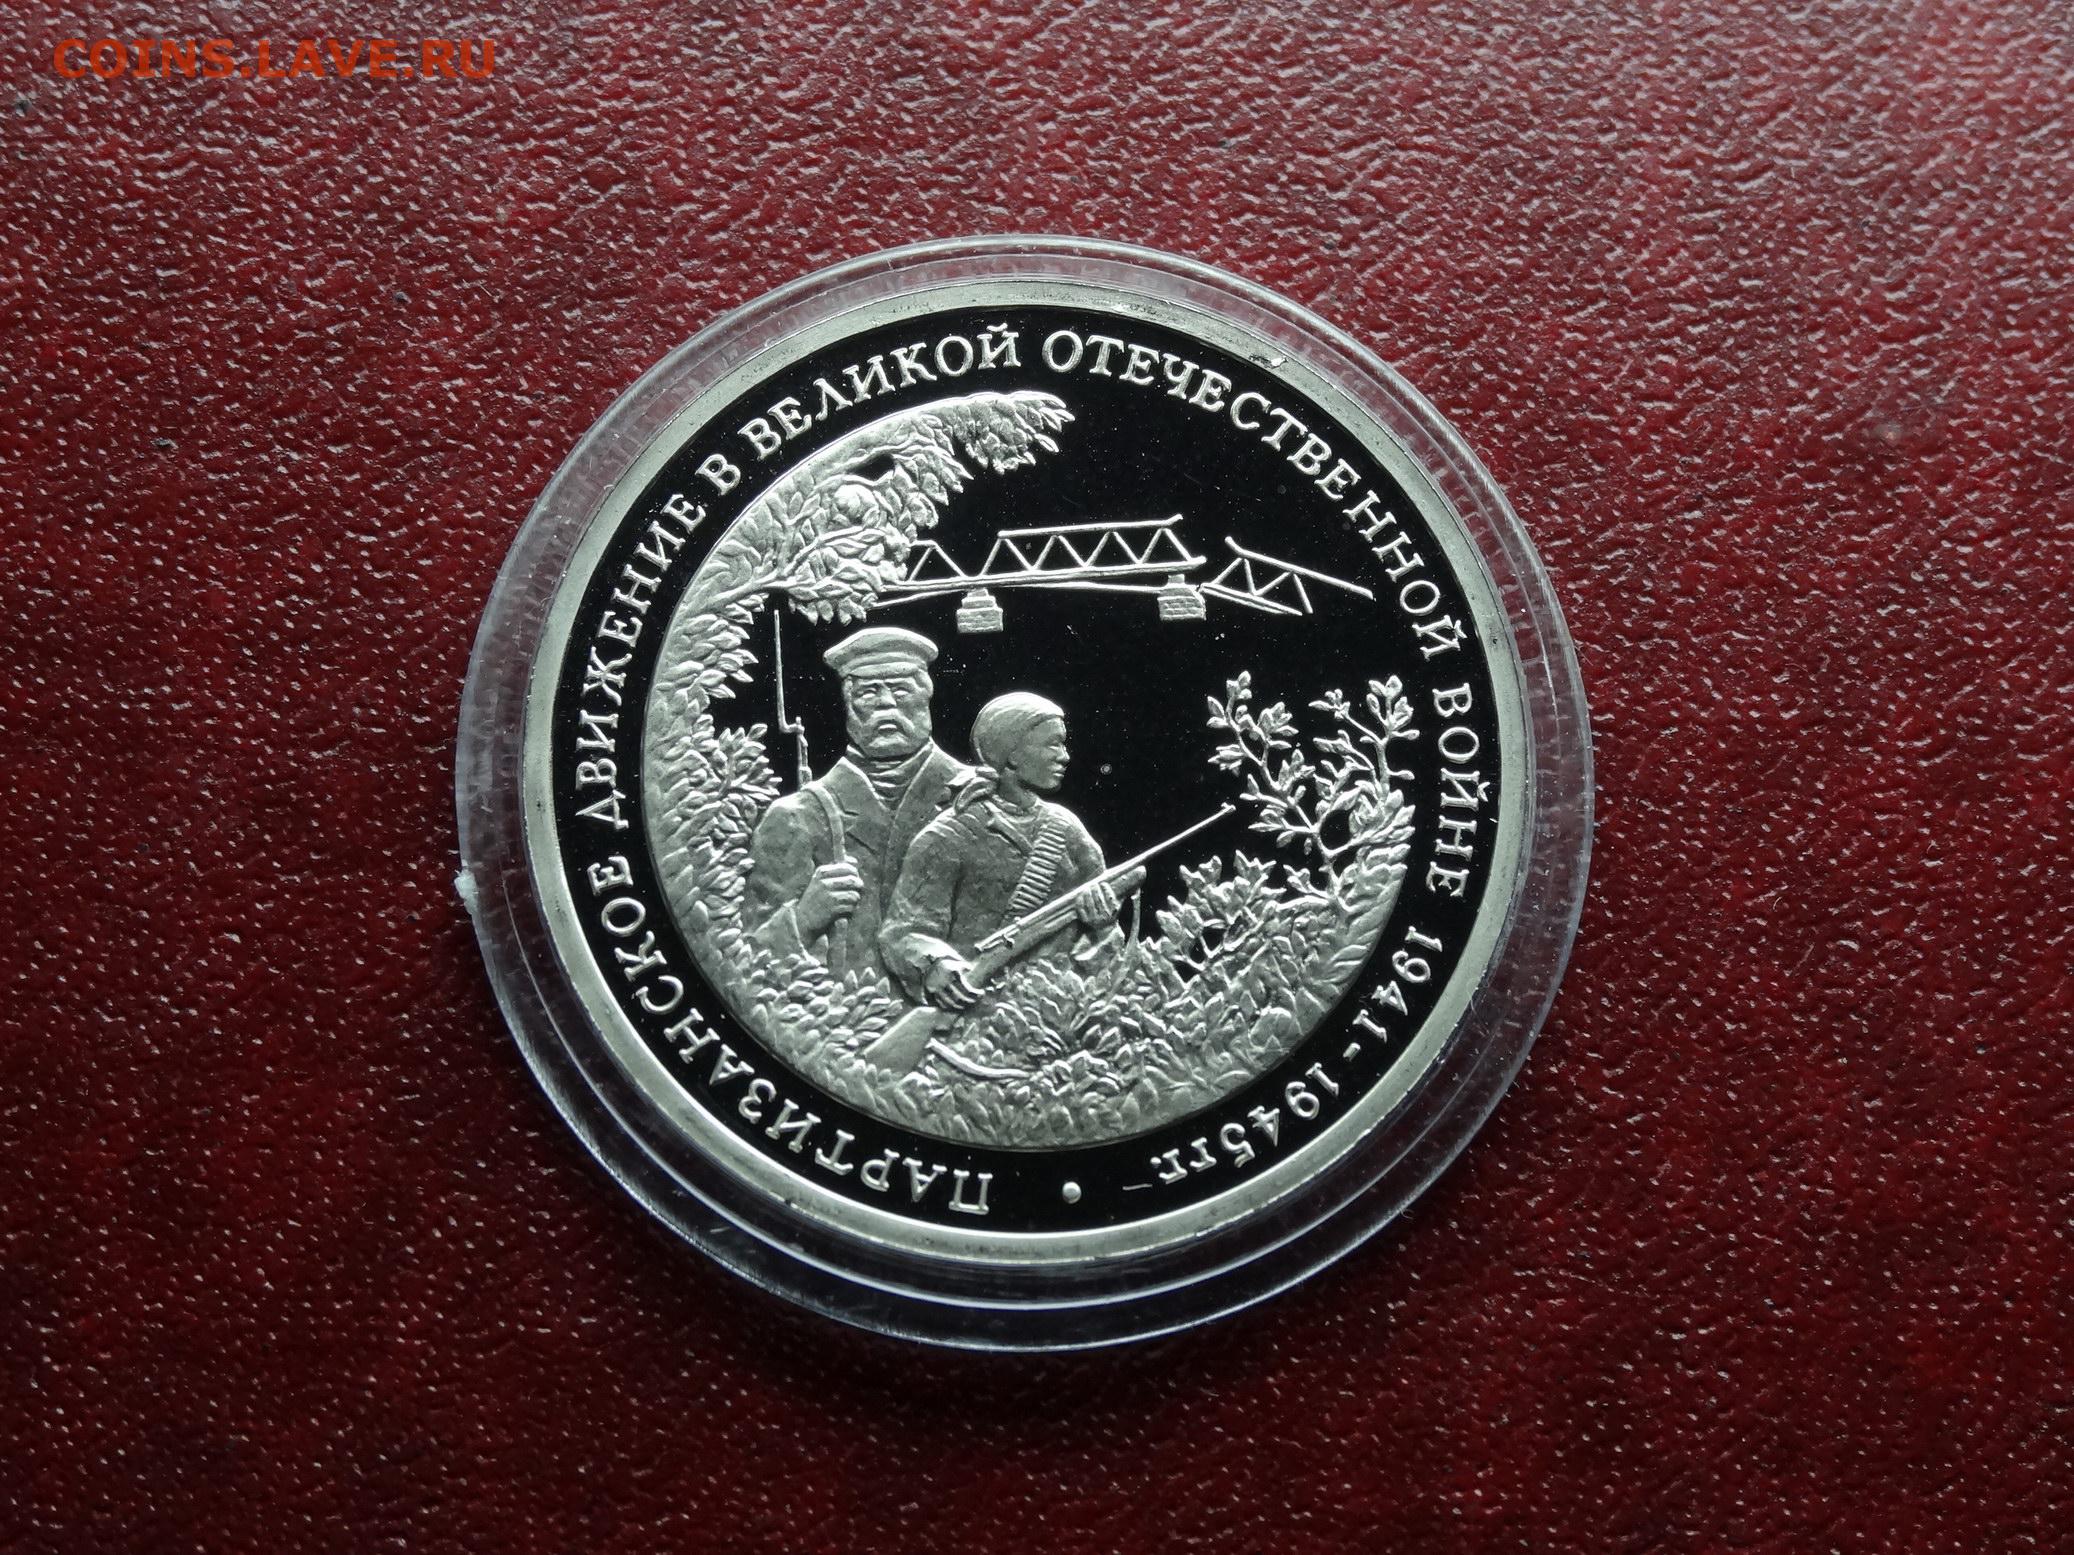 COINS.LAVE.RU
ПАРТИЗАНСКОЕ ДВИЖЕНИЕ В ВЕЛИКОЙ ОТЕЧЕСТВЕННОЙ ВОЙНЕ 1941-1945гг. •